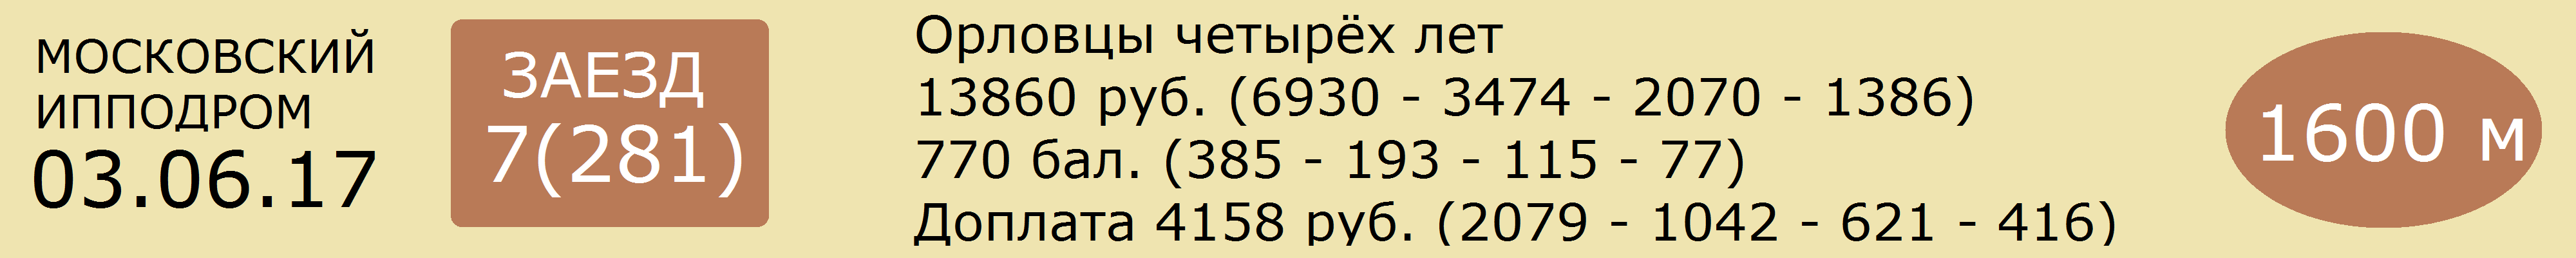 МОСКОВСКИЙ
ИППОДРОМ
03.06.17
ЗАЕЗД
7(281)
Орловцы четырёх лет
13860 руб. (6930 - 3474 - 2070 - 1386)
770 бал. (385 - 193 - 115 - 77)
Доплата 4158 руб. (2079 - 1042 - 621 - 416)
1600 м